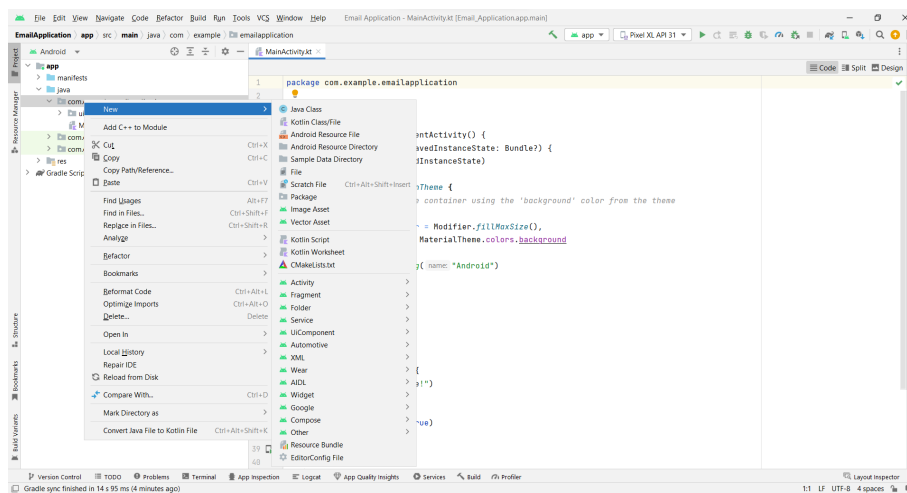 File Edit View Navigate Code Refactor Build Run Tools VCS Window Help Email Application - MainActivity.kt [Email_Application.app.main]
EmailApplication app src main java com example emailapplication
app Pixel XL API 31
Android
MainActivity.kt
Code Split Design
Project
Resource Manager
Structure
Bookmarks
Build Variants
app
manifests
java
com.
ui
M
com.
com.
res
Gradle Scrip
New
Add C++ to Module
Cut Ctrl+X
Copy Ctrl+C
Copy Path/Reference...
Paste Ctrl+V
Find Usages Alt+F7
Find in Files... Ctrl+Shift+F
Replace in Files... Ctrl+Shift+R
Analyze
Refactor
Bookmarks
Reformat Code Ctrl+Alt+L
Optimize Imports Ctrl+Alt+O
Delete... Delete
Open In
Local History
Repair IDE
Reload from Disk
Compare With... Ctrl+D
Mark Directory as
Convert Java File to Kotlin File Ctrl+Alt+Shift+K
Java Class
Kotlin Class/File
Android Resource File
Android Resource Directory
Sample Data Directory
File
Scratch File Ctrl+Alt+Shift+Insert
Package
Image Asset
Vector Asset
Kotlin Script
Kotlin Worksheet
CMakeLists.txt
Activity
Fragment
Folder
Service
UiComponent
Automotive
XML
Wear
AIDL
Widget
Google
Compose
Other
Resource Bundle
EditorConfig File
1 package com.example.emailapplication
2
entActivity() {
avedInstanceState: Bundle?) {
dInstanceState)
nTheme {
e container using the 'background' color from the theme
r = Modifier.fillMaxSize(),
MaterialTheme.colors.background
g( name: "Android")
{
e!")
rue)
39
40
Version Control TODO Problems Terminal App Inspection Logcat App Quality Insights Services Build Profiler Layout Inspector
Gradle sync finished in 14 s 95 ms (4 minutes ago) 1:1 LF UTF-8 4 spaces